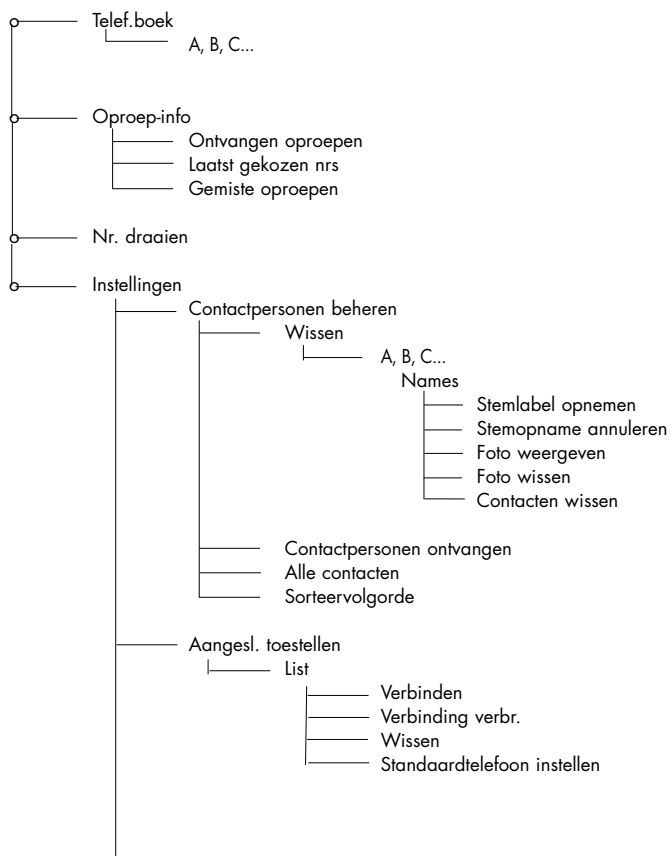 Telef.boek
A, B, C...
Oproep-info
Ontvangen oproepen
Laatst gekozen nrs
Gemiste oproepen
Nr. draaien
Instellingen
Contactpersonen beheren
Wissen
A, B, C...
Names
Stemlabel opnemen
Stemopname annuleren
Foto weergeven
Foto wissen
Contacten wissen
Contactpersonen ontvangen
Alle contacten
Sorteervolgorde
Aangesl. toestellen
List
Verbinden
Verbinding verbr.
Wissen
Standaardtelefoon instellen